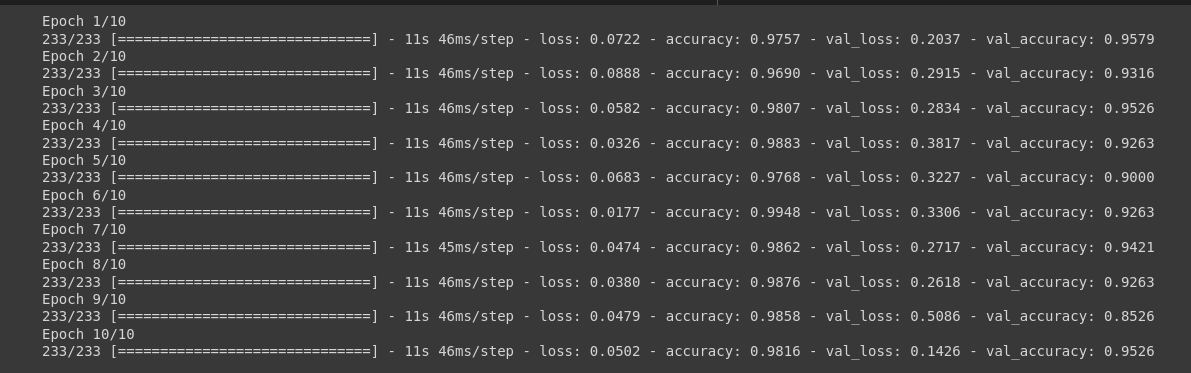 Epoch 1/10
233/233 [==============================] - 11s 46ms/step - loss: 0.0722 - accuracy: 0.9757 - val_loss: 0.2037 - val_accuracy: 0.9579
Epoch 2/10
233/233 [==============================] - 11s 46ms/step - loss: 0.0888 - accuracy: 0.9690 - val_loss: 0.2915 - val_accuracy: 0.9316
Epoch 3/10
233/233 [==============================] - 11s 46ms/step - loss: 0.0582 - accuracy: 0.9807 - val_loss: 0.2834 - val_accuracy: 0.9526
Epoch 4/10
233/233 [==============================] - 11s 46ms/step - loss: 0.0326 - accuracy: 0.9883 - val_loss: 0.3817 - val_accuracy: 0.9263
Epoch 5/10
233/233 [==============================] - 11s 46ms/step - loss: 0.0683 - accuracy: 0.9768 - val_loss: 0.3227 - val_accuracy: 0.9000
Epoch 6/10
233/233 [==============================] - 11s 46ms/step - loss: 0.0177 - accuracy: 0.9948 - val_loss: 0.3306 - val_accuracy: 0.9263
Epoch 7/10
233/233 [==============================] - 11s 45ms/step - loss: 0.0474 - accuracy: 0.9862 - val_loss: 0.2717 - val_accuracy: 0.9421
Epoch 8/10
233/233 [==============================] - 11s 46ms/step - loss: 0.0380 - accuracy: 0.9876 - val_loss: 0.2618 - val_accuracy: 0.9263
Epoch 9/10
233/233 [==============================] - 11s 46ms/step - loss: 0.0479 - accuracy: 0.9858 - val_loss: 0.5086 - val_accuracy: 0.8526
Epoch 10/10
233/233 [==============================] - 11s 46ms/step - loss: 0.0502 - accuracy: 0.9816 - val_loss: 0.1426 - val_accuracy: 0.9526